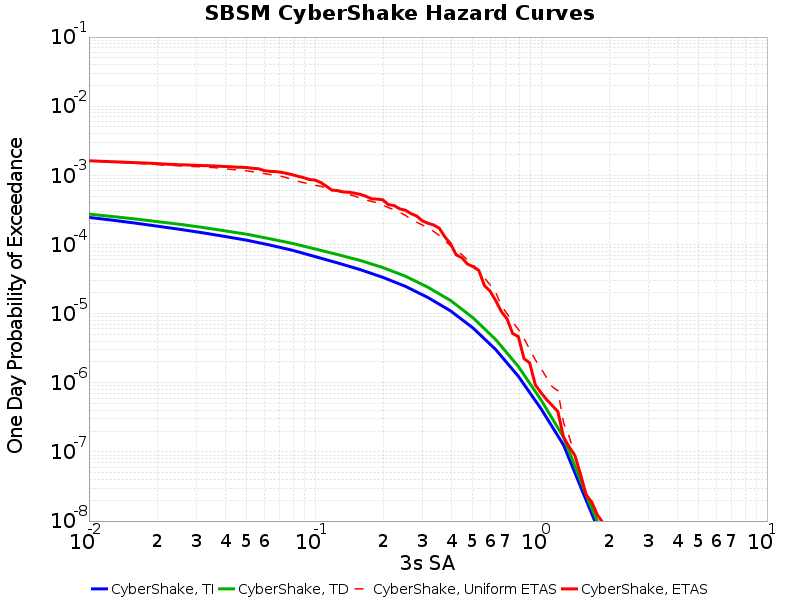 SBSM CyberShake Hazard Curves
One Day Probability of Exceedance
10-1
10-2
10-3
10-4
10-5
10-6
10-7
10-8
10-2 2 3 4 5 6 10-1 2 3 4 5 6 7 100 2 3 4 5 6 7 101
3s SA
CyberShake, TI CyberShake, TD CyberShake, Uniform ETAS CyberShake, ETAS